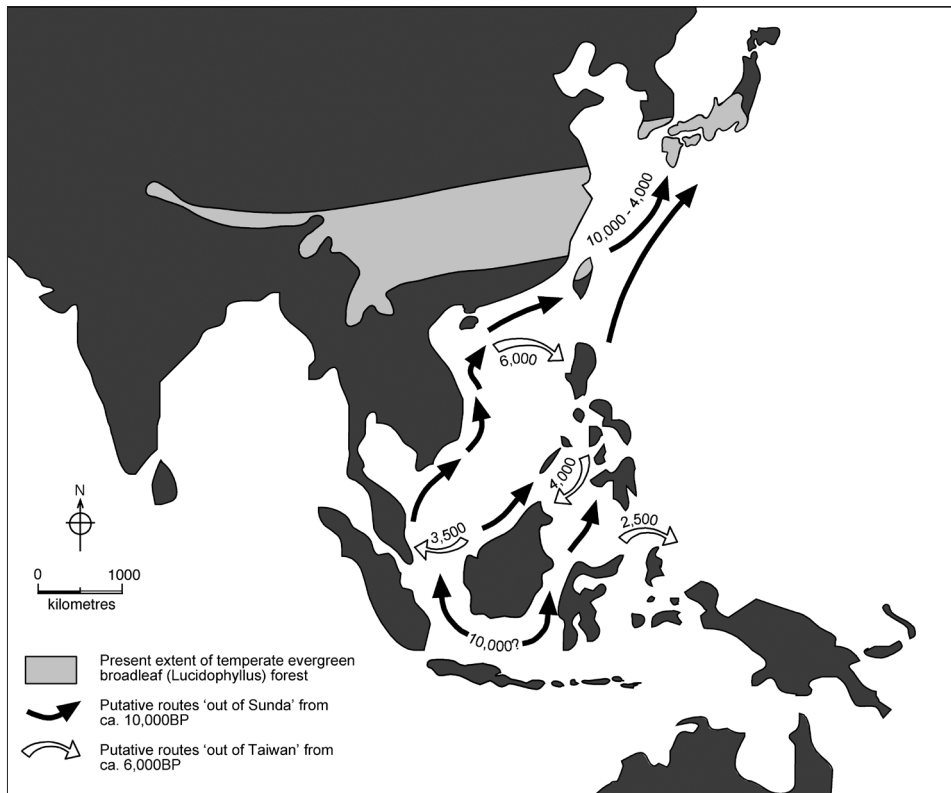 10,000 - 4,000
6,000
4,000
2,500
3,500
10,000?
N
0 1000
kilometres
Present extent of temperate evergreen
broadleaf (Lucidophyllus) forest
Putative routes ‘out of Sunda’ from
ca. 10,000BP
Putative routes ‘out of Taiwan’ from
ca. 6,000BP